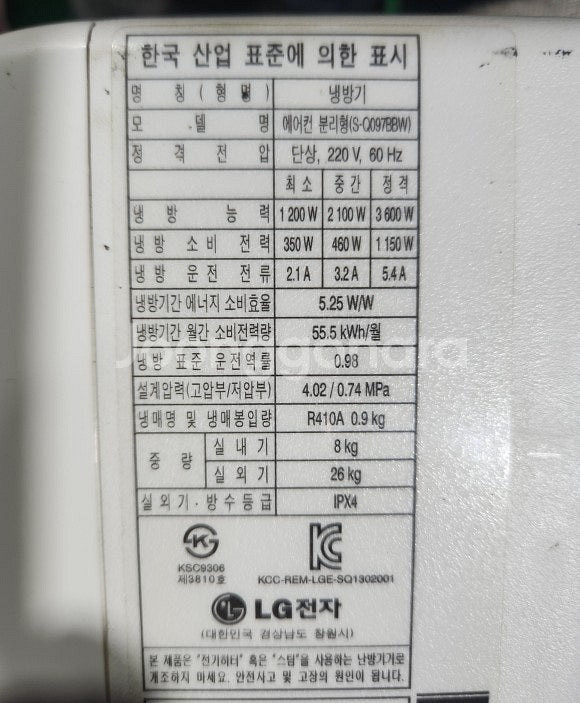 한국 산업 표준에 의한 표시
명 칭 (형 명) 냉방기
모 델 명 에어컨 분리형(S-Q097BBW)
정 격 전 압 단상, 220 V, 60 Hz
최 소 중 간 정 격
냉 방 능 력 1 200 W 2 100 W 3 600 W
냉 방 소 비 전 력 350 W 460 W 1 150 W
냉 방 운 전 전 류 2.1 A 3.2 A 5.4 A
냉방기간 에너지 소비효율 5.25 W/W
냉방기간 월간 소비전력량 55.5 kWh/월
냉 방 표 준 운 전 연 률 0.98
설계압력(고압부/저압부) 4.02 / 0.74 MPa
냉매명 및 냉매봉입량 R410A 0.9 kg
중 량 실 내 기 8 kg
실 외 기 26 kg
실 외 기 · 방 수 등 급 IPX4
KSC9306
제3810호
KCC-REM-LGE-SQ1302001
LG전자
(대한민국 경상남도 창원시)
본 제품은 "전기히터" 혹은 "스팀"을 사용하는 난방기기로
개조하지 마세요. 안전사고 및 고장의 원인이 됩니다.